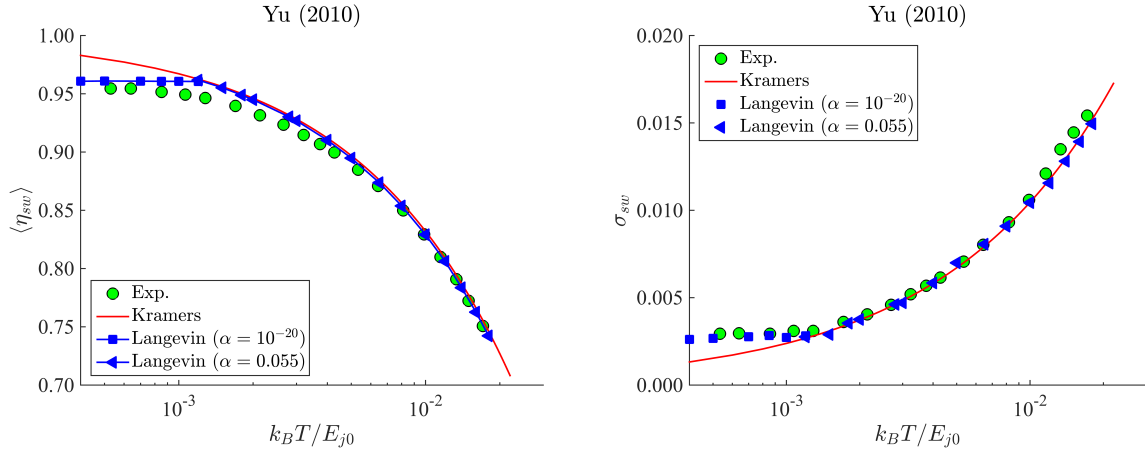 Yu (2010)
1.00
0.95
0.90
0.85
0.80
0.75
0.70
⟨η_sw⟩
Exp.
Kramers
Langevin (α = 10⁻²⁰)
Langevin (α = 0.055)
10⁻³
10⁻²
k_BT/E_j0
Yu (2010)
0.020
0.015
0.010
0.005
0.000
σ_sw
Exp.
Kramers
Langevin (α = 10⁻²⁰)
Langevin (α = 0.055)
10⁻³
10⁻²
k_BT/E_j0